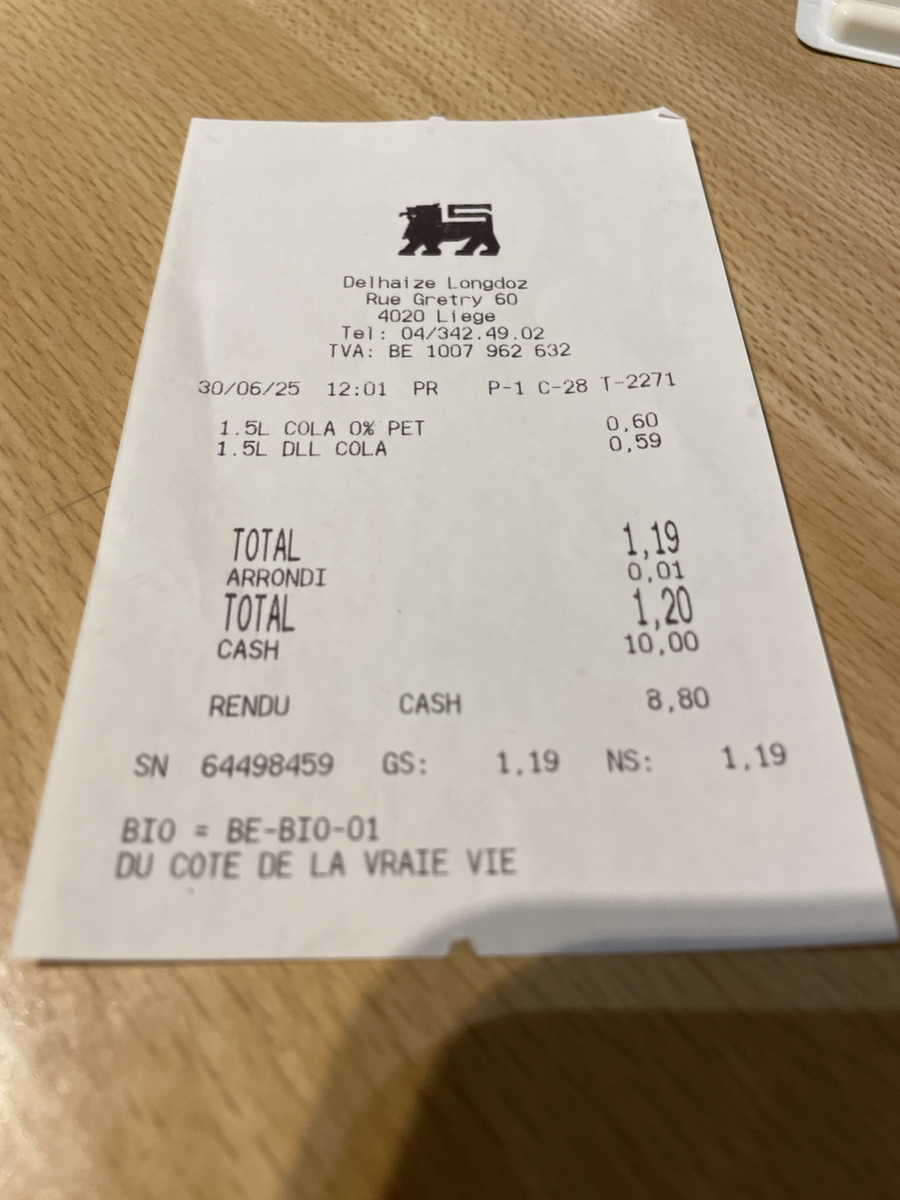 Delhaize Longdoz
Rue Gretry 60
4020 Liege
Tel: 04/342.49.02
TVA: BE 1007 962 632
30/06/25 12:01 PR P-1 C-28 T-2271
1.5L COLA 0% PET 0,60
1.5L DLL COLA 0,59
TOTAL 1,19
ARRONDI 0,01
TOTAL 1,20
CASH 10,00
RENDU CASH 8,80
SN 64498459 GS: 1,19 NS: 1,19
BIO = BE-BIO-01
DU COTE DE LA VRAIE VIE